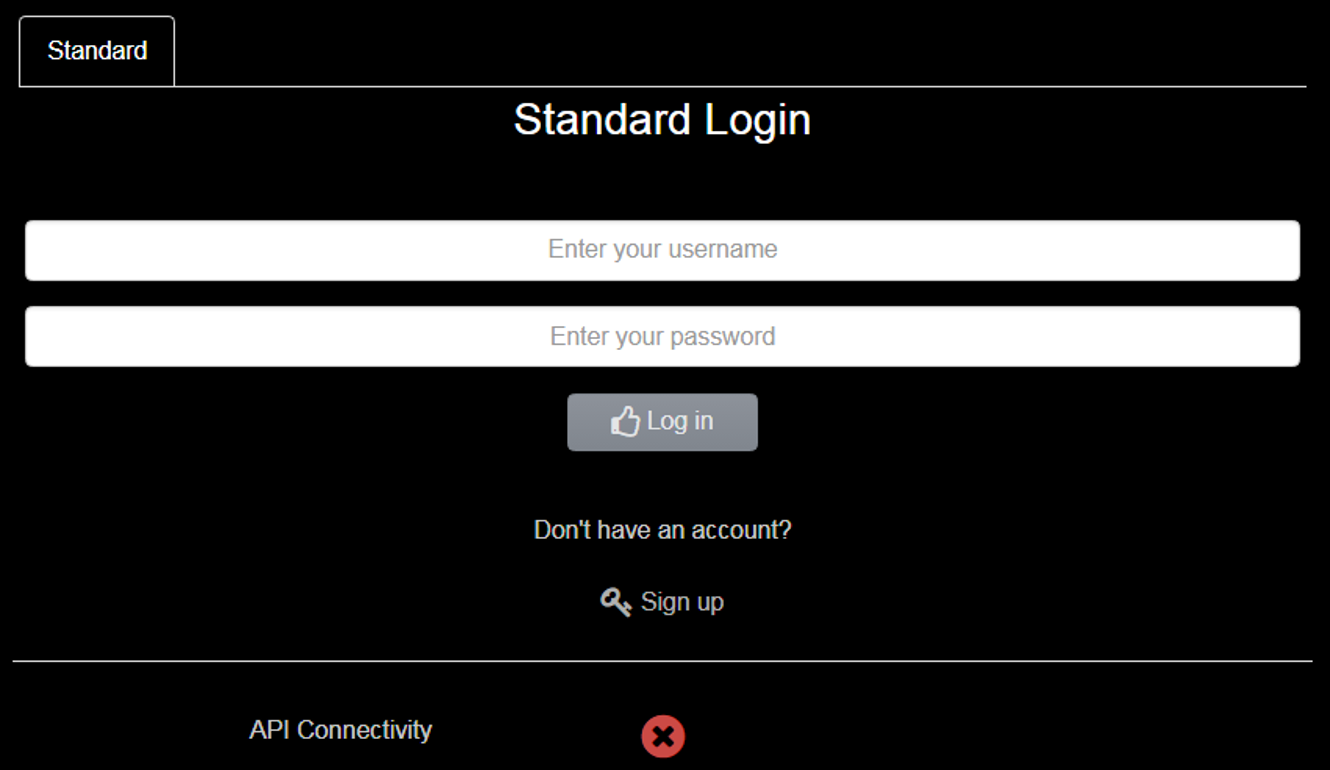 Standard
Standard Login
Enter your username
Enter your password
Log in
Don't have an account?
Sign up
API Connectivity